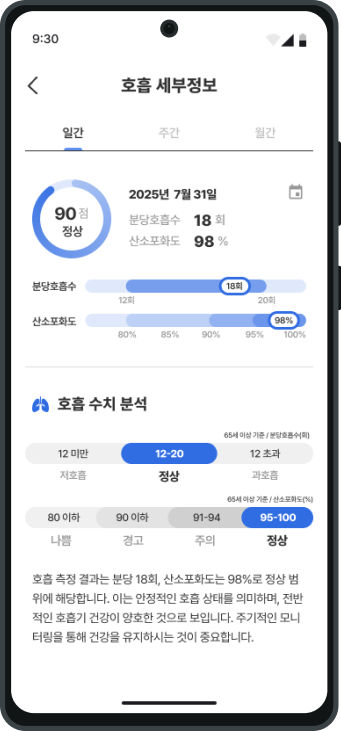 9:30
호흡 세부정보
일간 주간 월간
90점
정상
2025년 7월 31일
분당호흡수 18 회
산소포화도 98 %
분당호흡수 18회
12회 20회
산소포화도 98%
80% 85% 90% 95% 100%
호흡 수치 분석
65세 이상 기준 / 분당호흡수(회)
12 미만 12-20 12 초과
저호흡 정상 과호흡
65세 이상 기준 / 산소포화도(%)
80 이하 90 이하 91-94 95-100
나쁨 경고 주의 정상
호흡 측정 결과는 분당 18회, 산소포화도는 98%로 정상 범
위에 해당합니다. 이는 안정적인 호흡 상태를 의미하며, 전반
적인 호흡기 건강이 양호한 것으로 보입니다. 주기적인 모니
터링을 통해 건강을 유지하시는 것이 중요합니다.